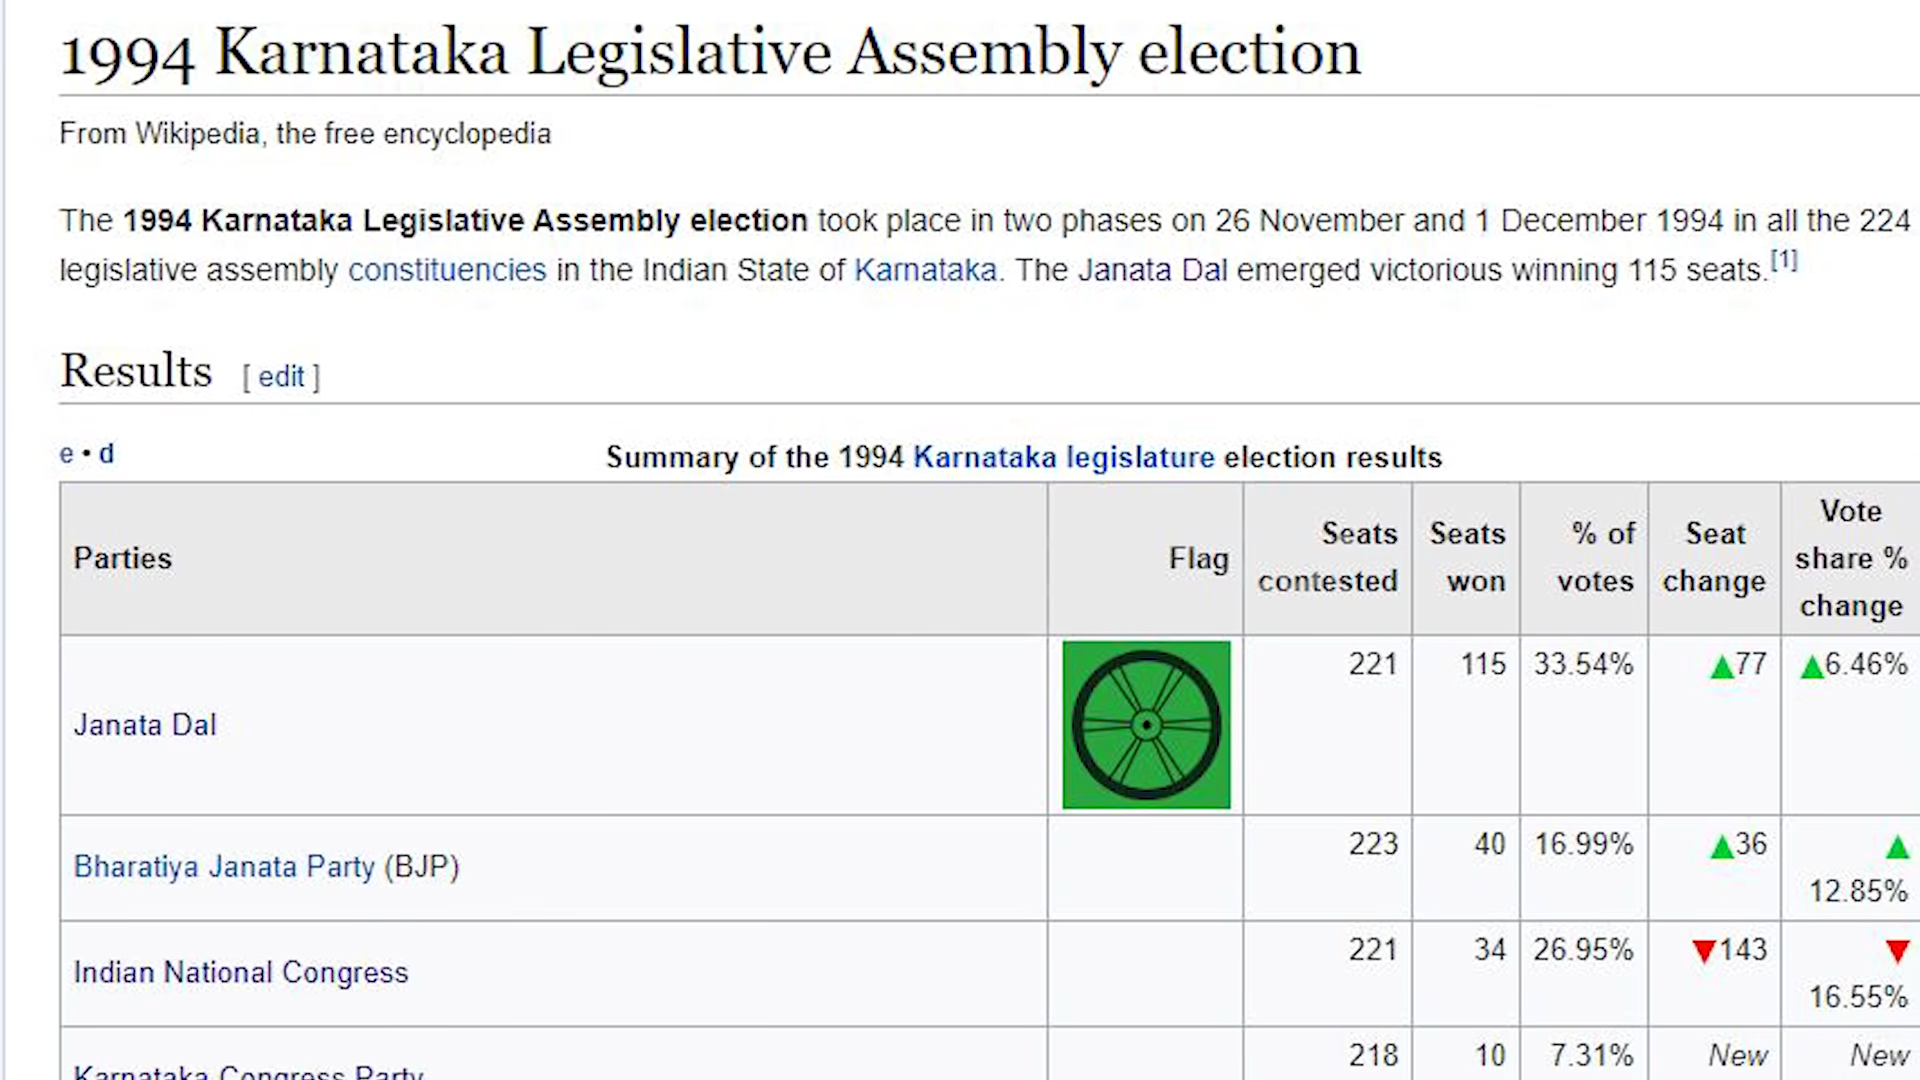 1994 Karnataka Legislative Assembly election
From Wikipedia, the free encyclopedia
The 1994 Karnataka Legislative Assembly election took place in two phases on 26 November and 1 December 1994 in all the 224
legislative assembly constituencies in the Indian State of Karnataka. The Janata Dal emerged victorious winning 115 seats.[1]
Results [ edit ]
e • d Summary of the 1994 Karnataka legislature election results
Parties Flag Seats contested Seats won % of votes Seat change Vote share % change
Janata Dal 221 115 33.54% ▲77 ▲6.46%
Bharatiya Janata Party (BJP) 223 40 16.99% ▲36 ▲12.85%
Indian National Congress 221 34 26.95% ▼143 ▼16.55%
Karnataka Congress Party 218 10 7.31% New New